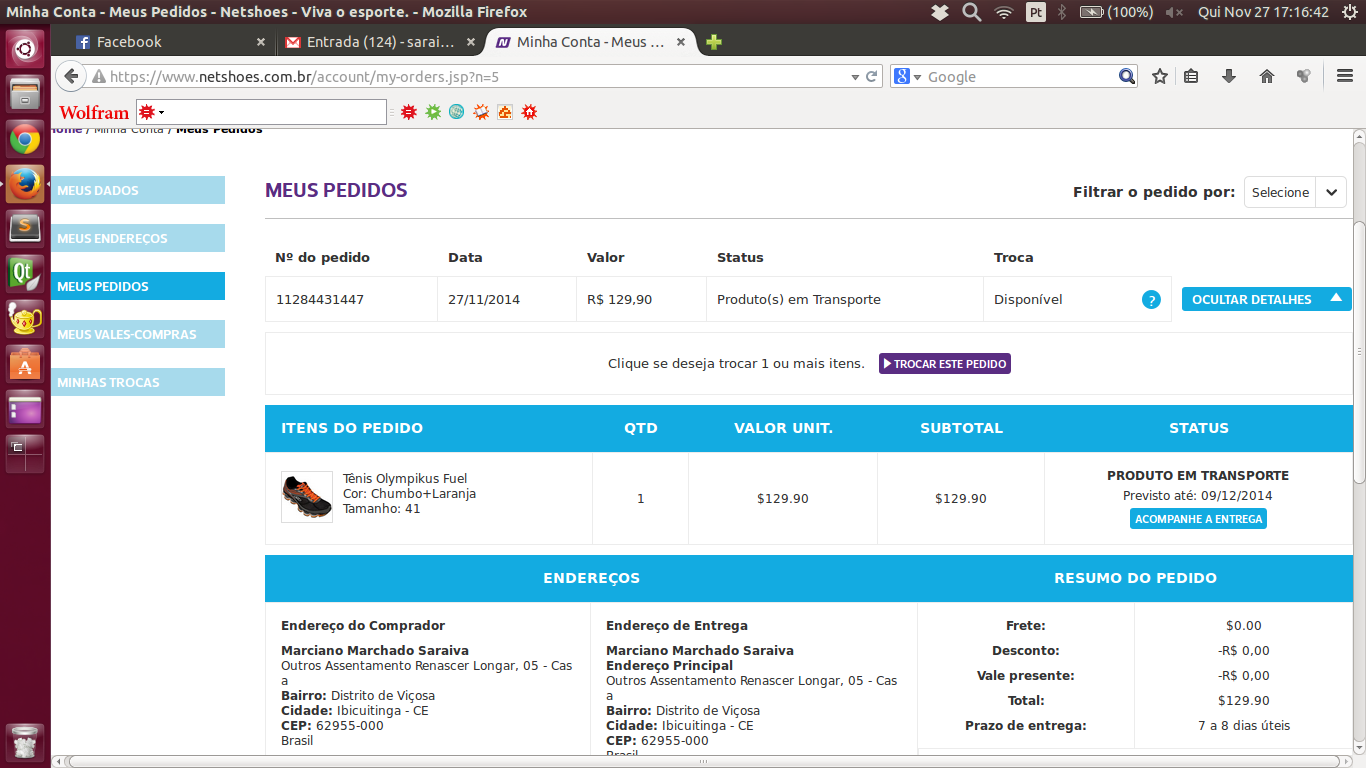 Minha Conta - Meus Pedidos - Netshoes - Viva o esporte. - Mozilla Firefox
Pt (100%) Qui Nov 27 17:16:42
Facebook × Entrada (124) - sarai... × Minha Conta - Meus ... ×
https://www.netshoes.com.br/account/my-orders.jsp?n=5
Google
Wolfram
Home / Minha Conta / Meus Pedidos
MEUS DADOS
MEUS ENDEREÇOS
MEUS PEDIDOS
MEUS VALES-COMPRAS
MINHAS TROCAS
MEUS PEDIDOS
Filtrar o pedido por: Selecione
Nº do pedido Data Valor Status Troca
11284431447 27/11/2014 R$ 129,90 Produto(s) em Transporte Disponível ? OCULTAR DETALHES
Clique se deseja trocar 1 ou mais itens. TROCAR ESTE PEDIDO
ITENS DO PEDIDO QTD VALOR UNIT. SUBTOTAL STATUS
Tênis Olympikus Fuel
Cor: Chumbo+Laranja
Tamanho: 41
1 $129.90 $129.90
PRODUTO EM TRANSPORTE
Previsto até: 09/12/2014
ACOMPANHE A ENTREGA
ENDEREÇOS RESUMO DO PEDIDO
Endereço do Comprador
Marciano Machado Saraiva
Outros Assentamento Renascer Longar, 05 - Cas
a
Bairro: Distrito de Viçosa
Cidade: Ibicuitinga - CE
CEP: 62955-000
Brasil
Endereço de Entrega
Marciano Machado Saraiva
Endereço Principal
Outros Assentamento Renascer Longar, 05 - Cas
a
Bairro: Distrito de Viçosa
Cidade: Ibicuitinga - CE
CEP: 62955-000
Brasil
Frete: $0.00
Desconto: -R$ 0,00
Vale presente: -R$ 0,00
Total: $129.90
Prazo de entrega: 7 a 8 dias úteis